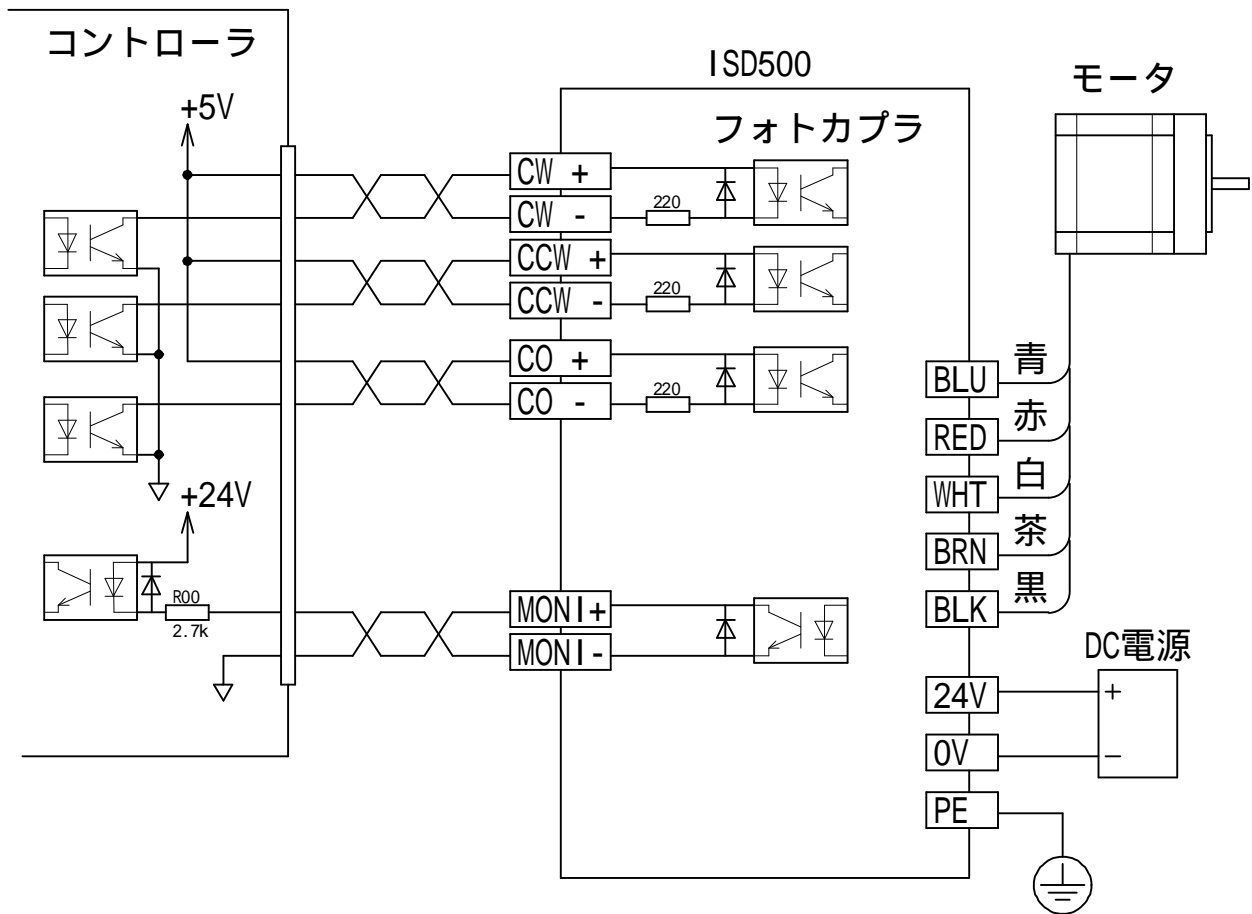 コントローラ
ISD500
モータ
+5V
フォトカプラ
CW +
220
CW -
CCW +
220
CCW -
CO +
220
CO -
BLU
青
RED
赤
WHT
白
BRN
茶
BLK
黒
+24V
R00
2.7k
MONI+
MONI-
DC電源
24V
+
0V
-
PE